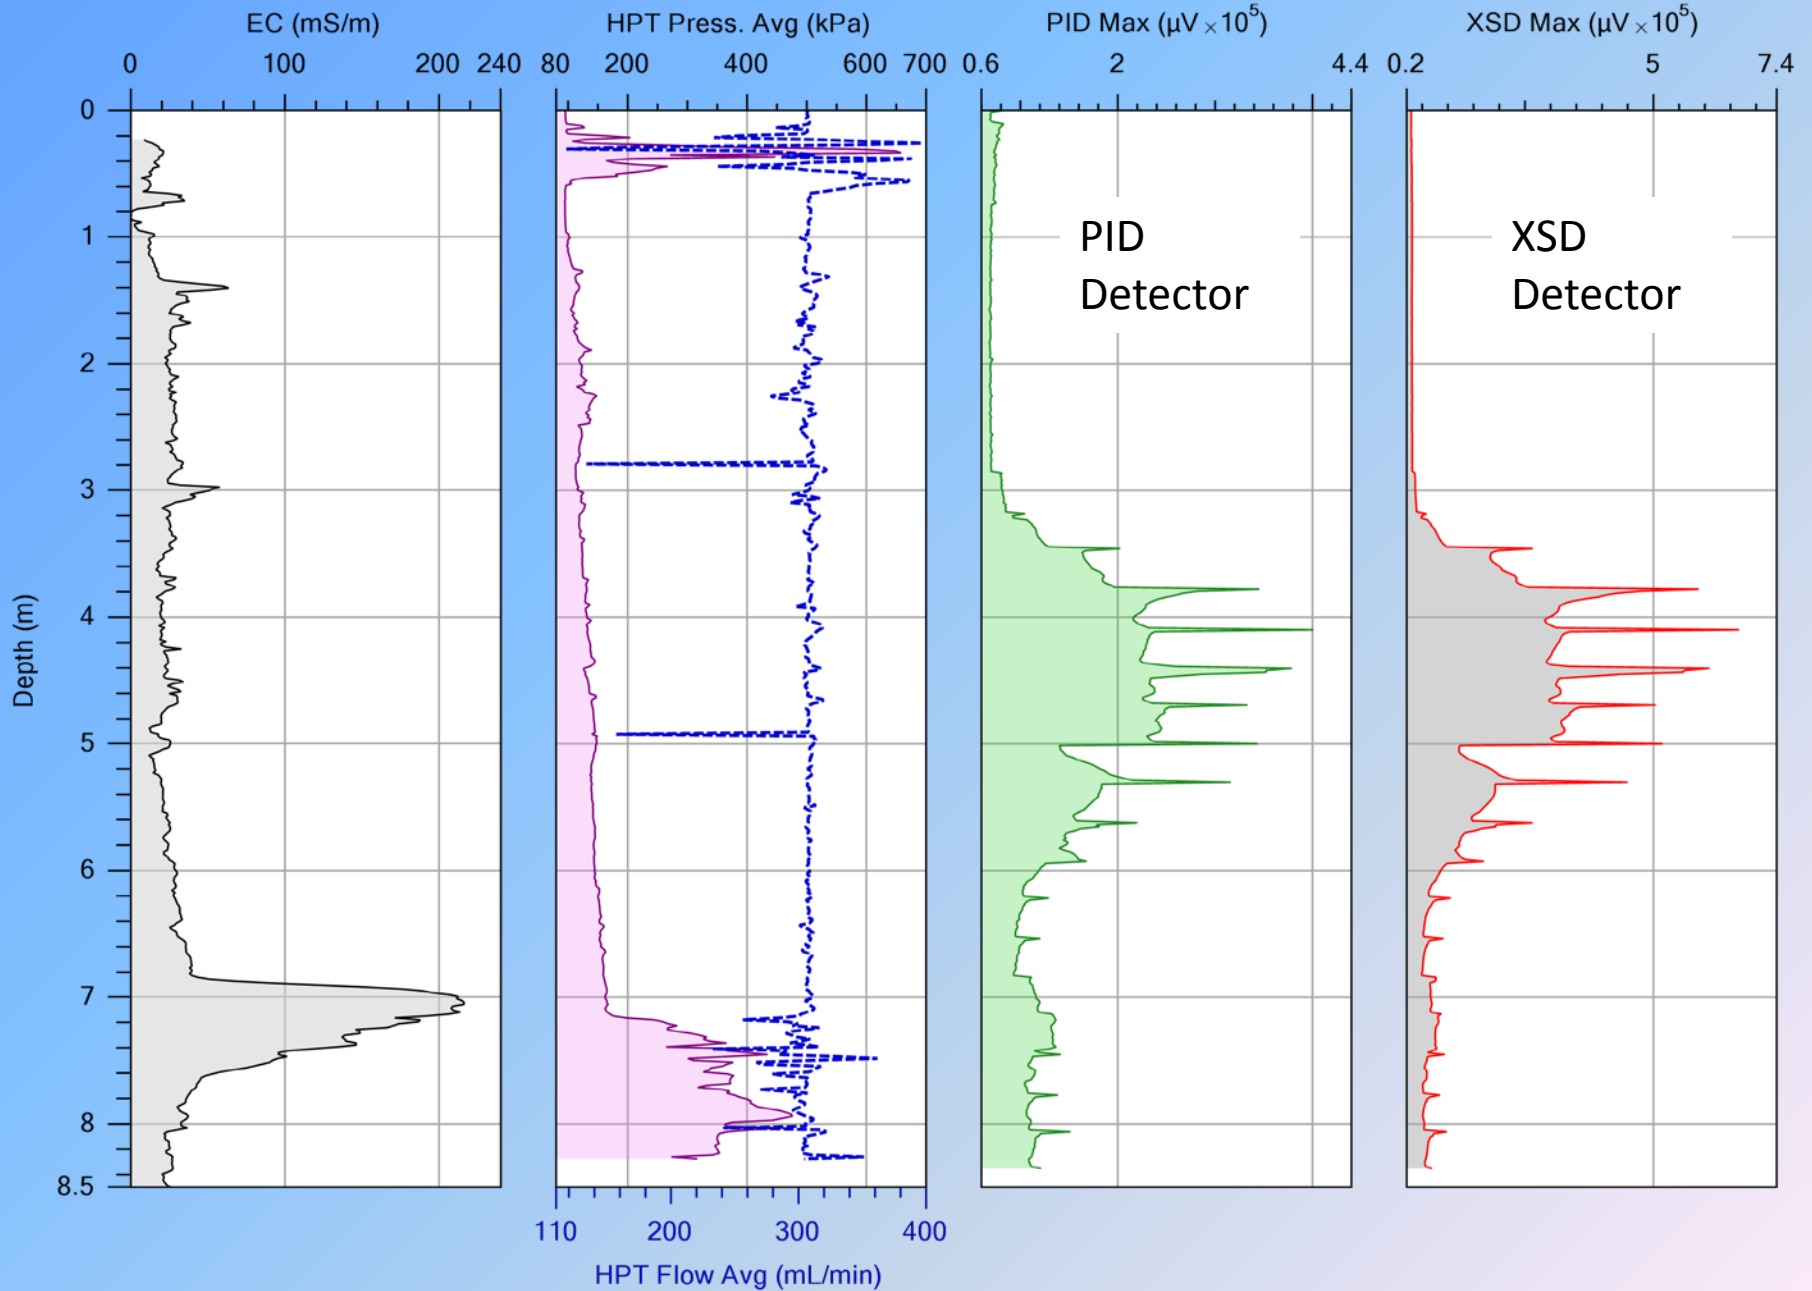 EC (mS/m) HPT Press. Avg (kPa) PID Max (µV × 10⁵) XSD Max (µV × 10⁵)
0 100 200 240 80 200 400 600 700 0.6 2 4.4 0.2 5 7.4
0
1
2
3
4
5
6
7
8
8.5
Depth (m)
PID
Detector
XSD
Detector
110 200 300 400
HPT Flow Avg (mL/min)